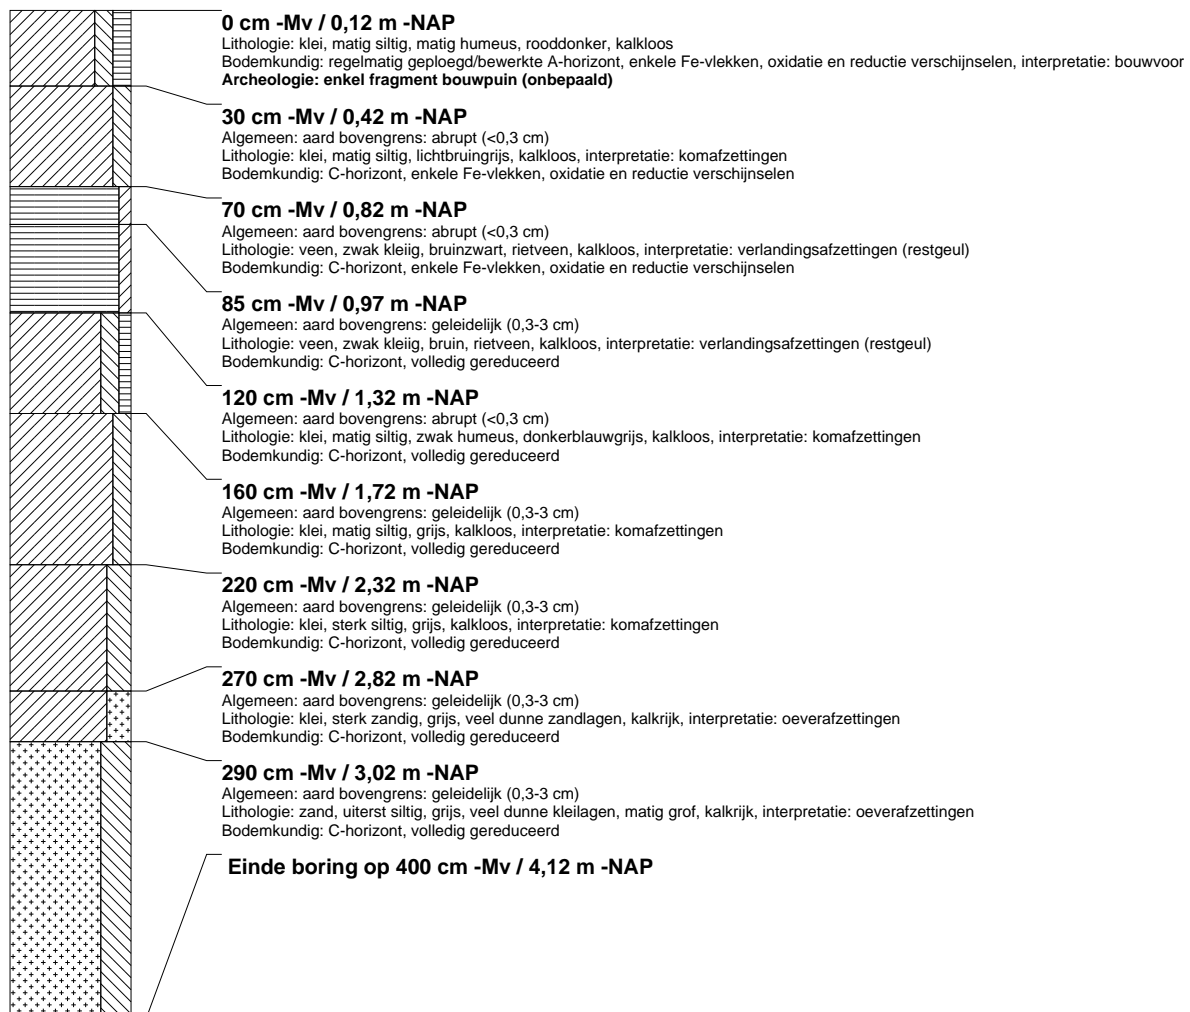 0 cm -Mv / 0,12 m -NAP
Lithologie: klei, matig siltig, matig humeus, rooddonker, kalkloos
Bodemkundig: regelmatig geploegd/bewerkte A-horizont, enkele Fe-vlekken, oxidatie en reductie verschijnselen, interpretatie: bouwvoor
Archeologie: enkel fragment bouwpuin (onbepaald)
30 cm -Mv / 0,42 m -NAP
Algemeen: aard bovengrens: abrupt (<0,3 cm)
Lithologie: klei, matig siltig, lichtbruingrijs, kalkloos, interpretatie: komafzettingen
Bodemkundig: C-horizont, enkele Fe-vlekken, oxidatie en reductie verschijnselen
70 cm -Mv / 0,82 m -NAP
Algemeen: aard bovengrens: abrupt (<0,3 cm)
Lithologie: veen, zwak kleiig, bruinzwart, rietveen, kalkloos, interpretatie: verlandingsafzettingen (restgeul)
Bodemkundig: C-horizont, enkele Fe-vlekken, oxidatie en reductie verschijnselen
85 cm -Mv / 0,97 m -NAP
Algemeen: aard bovengrens: geleidelijk (0,3-3 cm)
Lithologie: veen, zwak kleiig, bruin, rietveen, kalkloos, interpretatie: verlandingsafzettingen (restgeul)
Bodemkundig: C-horizont, volledig gereduceerd
120 cm -Mv / 1,32 m -NAP
Algemeen: aard bovengrens: abrupt (<0,3 cm)
Lithologie: klei, matig siltig, zwak humeus, donkerblauwgrijs, kalkloos, interpretatie: komafzettingen
Bodemkundig: C-horizont, volledig gereduceerd
160 cm -Mv / 1,72 m -NAP
Algemeen: aard bovengrens: geleidelijk (0,3-3 cm)
Lithologie: klei, matig siltig, grijs, kalkloos, interpretatie: komafzettingen
Bodemkundig: C-horizont, volledig gereduceerd
220 cm -Mv / 2,32 m -NAP
Algemeen: aard bovengrens: geleidelijk (0,3-3 cm)
Lithologie: klei, sterk siltig, grijs, kalkloos, interpretatie: komafzettingen
Bodemkundig: C-horizont, volledig gereduceerd
270 cm -Mv / 2,82 m -NAP
Algemeen: aard bovengrens: geleidelijk (0,3-3 cm)
Lithologie: klei, sterk zandig, grijs, veel dunne zandlagen, kalkrijk, interpretatie: oeverafzettingen
Bodemkundig: C-horizont, volledig gereduceerd
290 cm -Mv / 3,02 m -NAP
Algemeen: aard bovengrens: geleidelijk (0,3-3 cm)
Lithologie: zand, uiterst siltig, grijs, veel dunne kleilagen, matig grof, kalkrijk, interpretatie: oeverafzettingen
Bodemkundig: C-horizont, volledig gereduceerd
Einde boring op 400 cm -Mv / 4,12 m -NAP